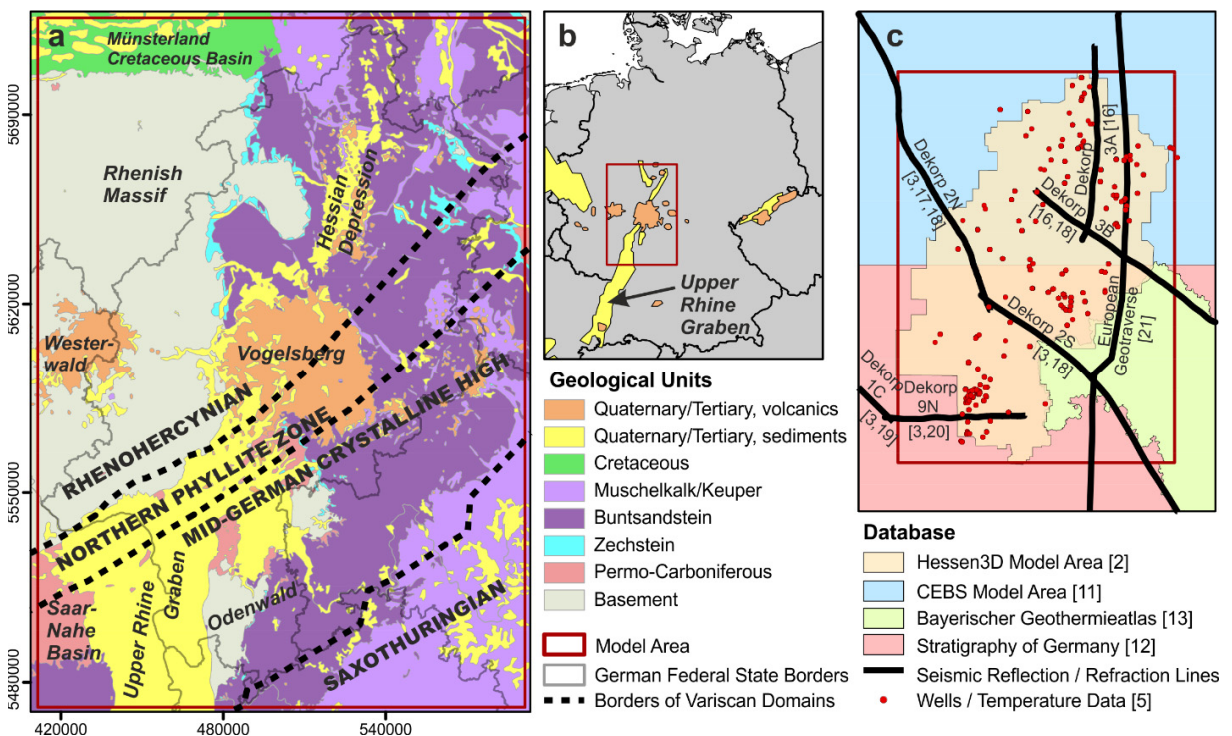 a
Münsterland
Cretaceous Basin
Rhenish
Massif
Hessian
Depression
Wester-
wald
Vogelsberg
RHENOHERCYNIAN
NORTHERN PHYLLITE ZONE
MID-GERMAN CRYSTALLINE HIGH
SAXOTHURINGIAN
Saar-
Nahe
Basin
Upper Rhine
Graben
Odenwald
5690000
5620000
5550000
5480000
420000
480000
540000
b
Upper
Rhine
Graben
Geological Units
Quaternary/Tertiary, volcanics
Quaternary/Tertiary, sediments
Cretaceous
Muschelkalk/Keuper
Buntsandstein
Zechstein
Permo-Carboniferous
Basement
Model Area
German Federal State Borders
Borders of Variscan Domains
c
Dekorp 2N
[3,17,18]
Dekorp
3A [16]
Dekorp 3B
[16,18]
Dekorp 2S
[3,18]
European
Geotraverse
[21]
Dekorp
1C
[3,19]
Dekorp
9N
[3,20]
Database
Hessen3D Model Area [2]
CEBS Model Area [11]
Bayerischer Geothermieatlas [13]
Stratigraphy of Germany [12]
Seismic Reflection / Refraction Lines
Wells / Temperature Data [5]